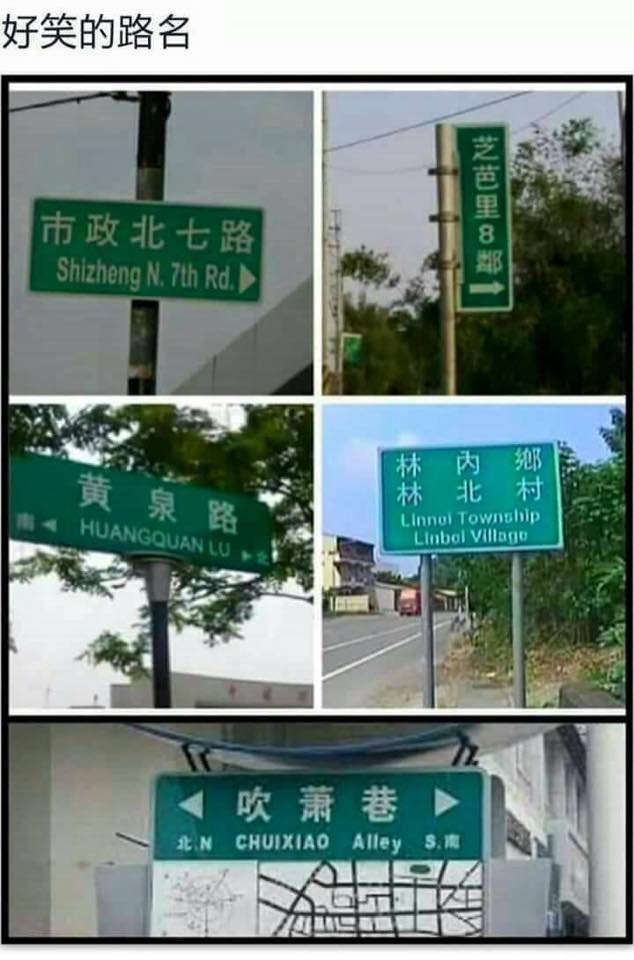 好笑的路名
市政北七路
Shizheng N. 7th Rd.
芝芭里8鄰
黄泉路
南 HUANGQUAN LU 北
林內鄉
林北村
Linnei Township
Linbei Village
吹萧巷
北.N CHUIXIAO Alley S.南